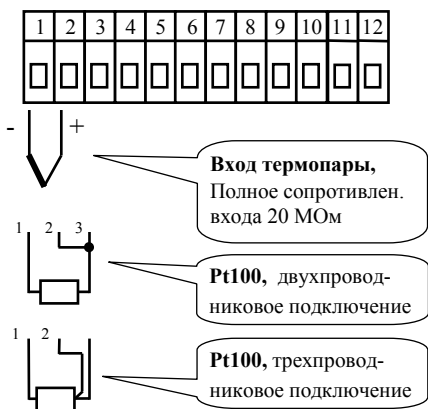 1 2 3 4 5 6 7 8 9 10 11 12
- +
Вход термопары,
Полное сопротивлен.
входа 20 МОм
1 2 3
Pt100, двухпровод-
никовое подключение
1 2
Pt100, трехпровод-
никовое подключение